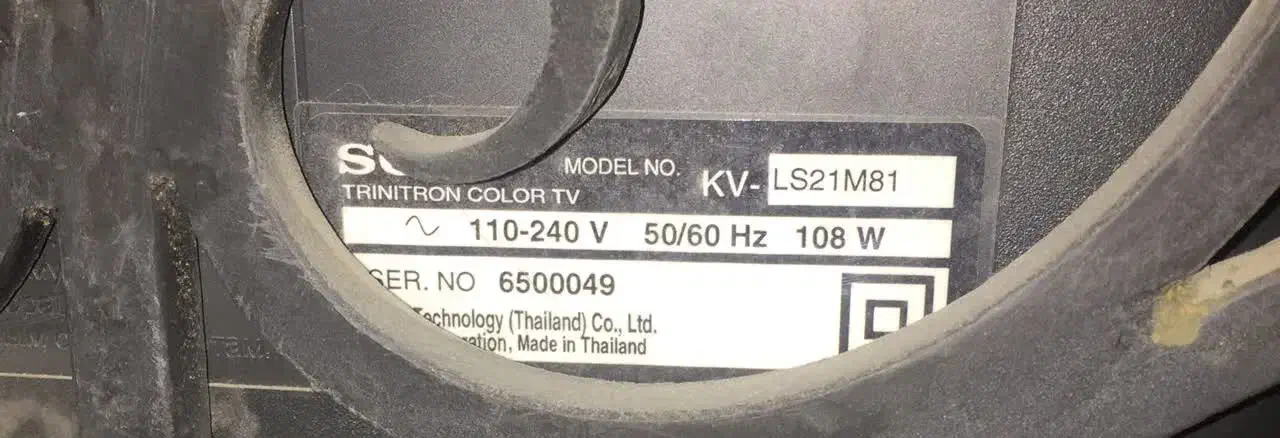 MODEL NO. KV-LS21M81
TRINITRON COLOR TV
110-240 V 50/60 Hz 108 W
SER. NO 6500049
(Thailand) Co., Ltd.
Made in Thailand